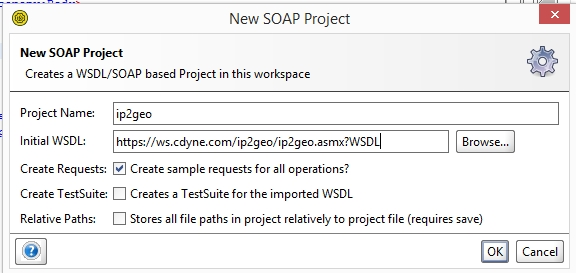 New SOAP Project
New SOAP Project
Creates a WSDL/SOAP based Project in this workspace
Project Name: ip2geo
Initial WSDL: https://ws.cdyne.com/ip2geo/ip2geo.asmx?WSDL Browse...
Create Requests: Create sample requests for all operations?
Create TestSuite: Creates a TestSuite for the imported WSDL
Relative Paths: Stores all file paths in project relatively to project file (requires save)
? OK Cancel